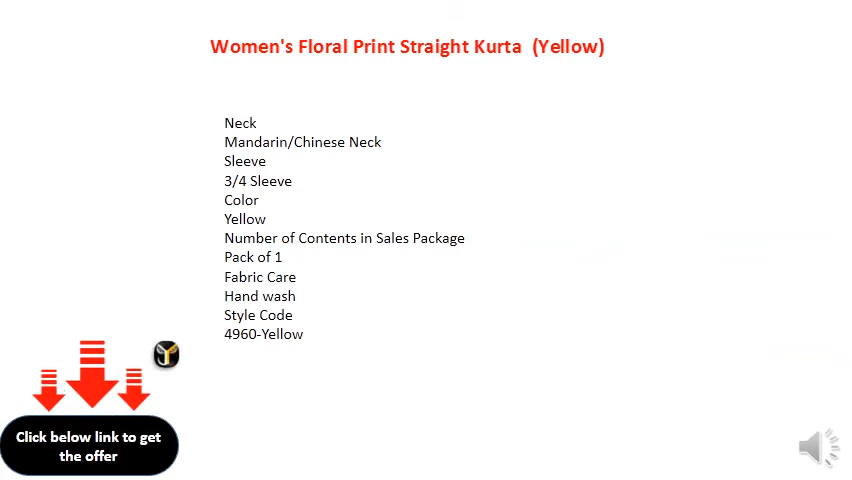 Women's Floral Print Straight Kurta  (Yellow)
Neck
Mandarin/Chinese Neck
Sleeve
3/4 Sleeve
Color
Yellow
Number of Contents in Sales Package
Pack of 1
Fabric Care
Hand wash
Style Code
4960-Yellow
Click below link to get
the offer